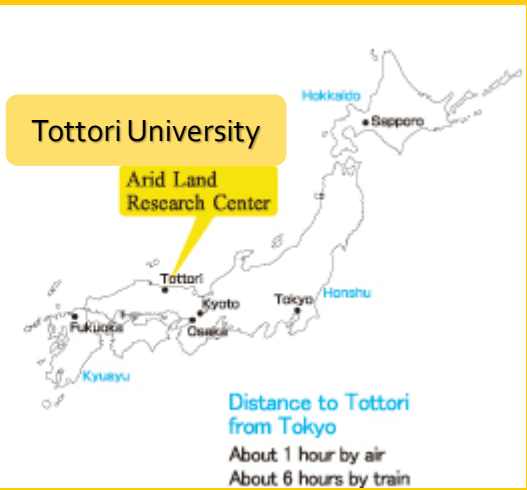 Hokkaido
Sapporo
Tottori University
Arid Land
Research Center
Tottori
Kyoto
Tokyo
Honshu
Fukuoka
Osaka
Kyusyu
Distance to Tottori
from Tokyo
About 1 hour by air
About 6 hours by train